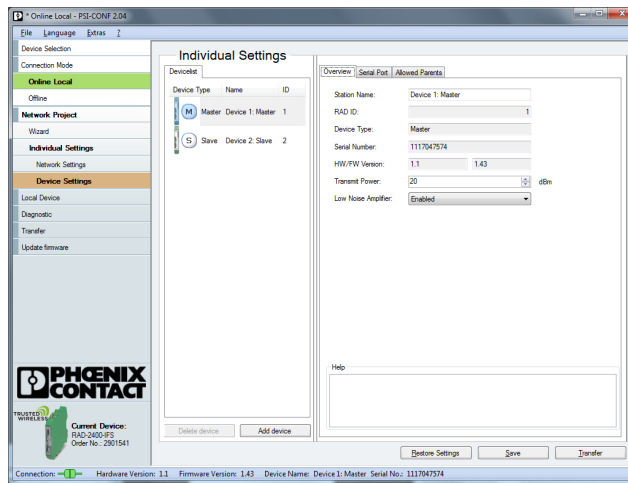 * Online Local - PSI-CONF 2.04
File Language Extras ?
Device Selection
Connection Mode
Online Local
Offline
Network Project
Wizard
Individual Settings
Network Settings
Device Settings
Local Device
Diagnostic
Transfer
Update firmware
PHŒNIX
CONTACT
TRUSTED
WIRELESS
Current Device:
RAD-2400-IFS
Order No.: 2901541
Individual Settings
Devicelist
Device Type Name ID
M Master Device 1: Master 1
S Slave Device 2: Slave 2
Delete device Add device
Overview Serial Port Allowed Parents
Station Name: Device 1: Master
RAD ID: 1
Device Type: Master
Serial Number: 1117047574
HW/FW Version: 1.1 1.43
Transmit Power: 20 dBm
Low Noise Amplifier: Enabled
Help
Restore Settings Save Transfer
Connection: Hardware Version: 1.1 Firmware Version: 1.43 Device Name: Device 1: Master Serial No.: 1117047574